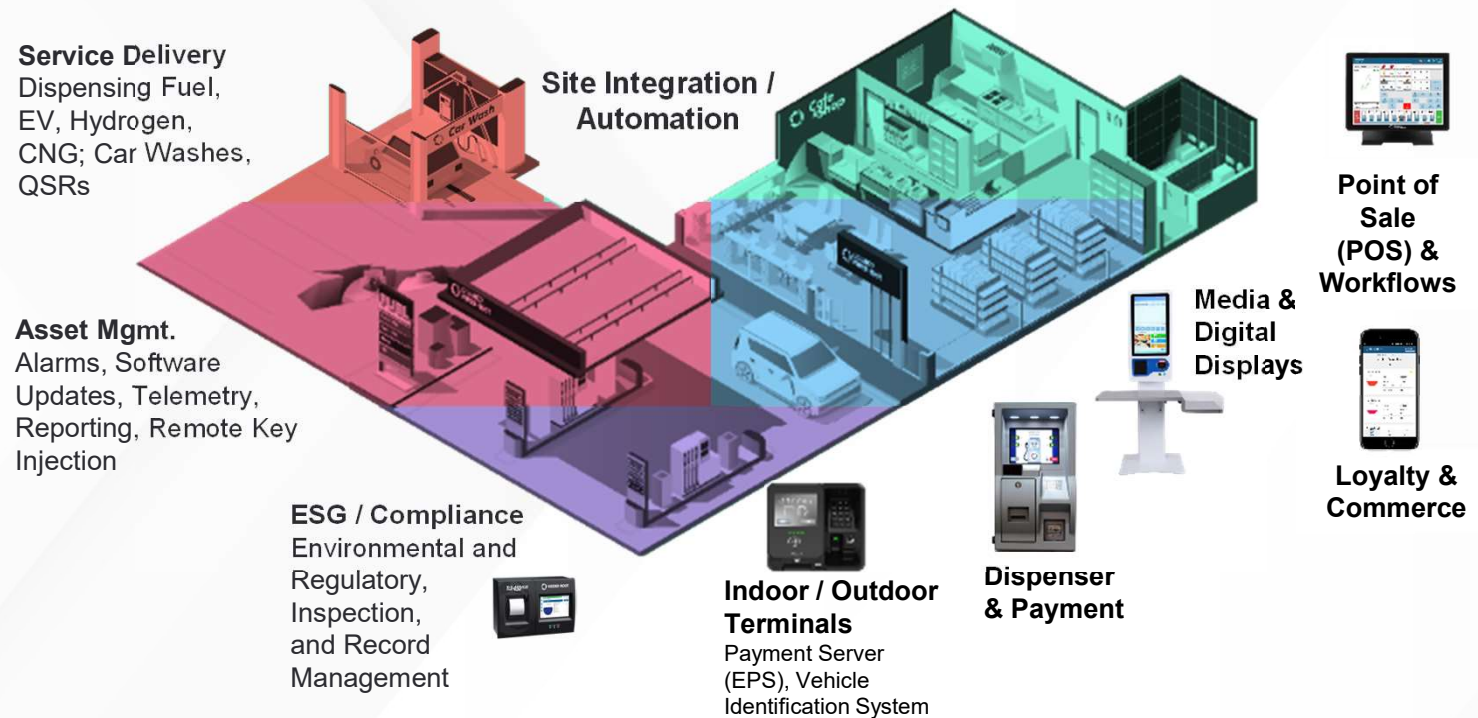 Service Delivery
Dispensing Fuel,
EV, Hydrogen,
CNG; Car Washes,
QSRs
Site Integration /
Automation
Car Wash
Cafe
Asset Mgmt.
Alarms, Software
Updates, Telemetry,
Reporting, Remote Key
Injection
ESG / Compliance
Environmental and
Regulatory,
Inspection,
and Record
Management
Indoor / Outdoor
Terminals
Payment Server
(EPS), Vehicle
Identification System
Dispenser
& Payment
Media &
Digital
Displays
Point of
Sale
(POS) &
Workflows
Loyalty &
Commerce